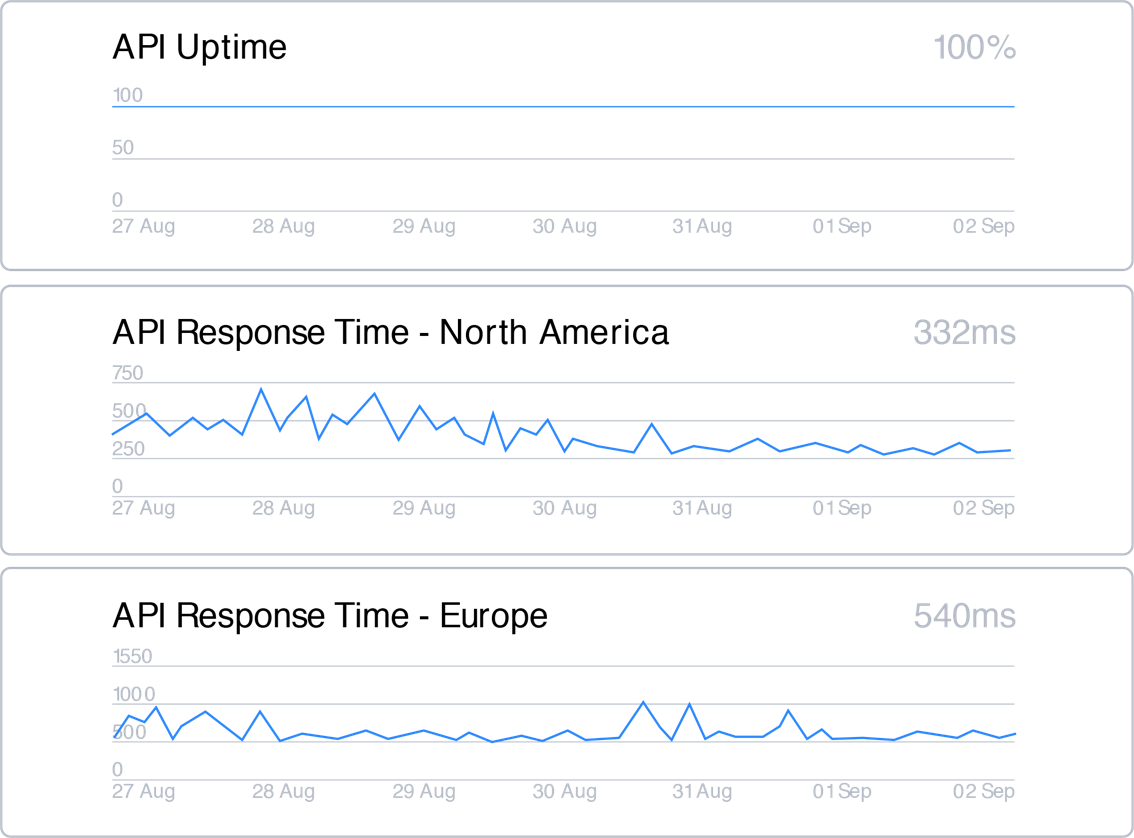 API Uptime 100%
100
50
0
27 Aug 28 Aug 29 Aug 30 Aug 31 Aug 01 Sep 02 Sep
API Response Time - North America 332ms
750
500
250
0
27 Aug 28 Aug 29 Aug 30 Aug 31 Aug 01 Sep 02 Sep
API Response Time - Europe 540ms
1550
1000
500
0
27 Aug 28 Aug 29 Aug 30 Aug 31 Aug 01 Sep 02 Sep